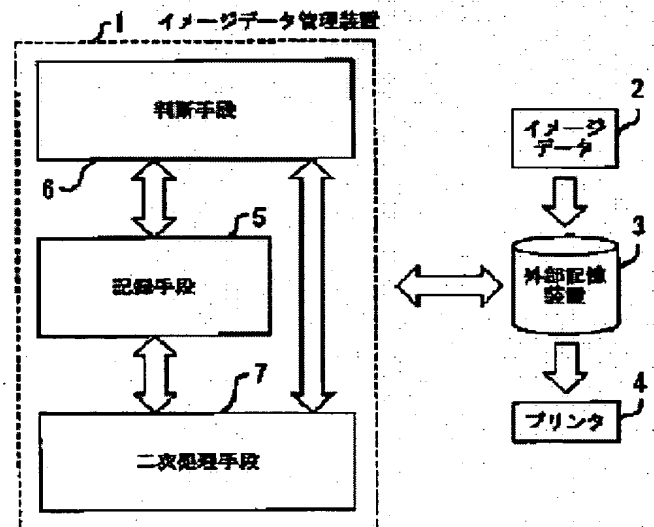 1 イメージデータ管理装置
判断手段
6
5
記録手段
7
二次処理手段
2
イメージ
データ
3
外部記憶
装置
4
プリンタ